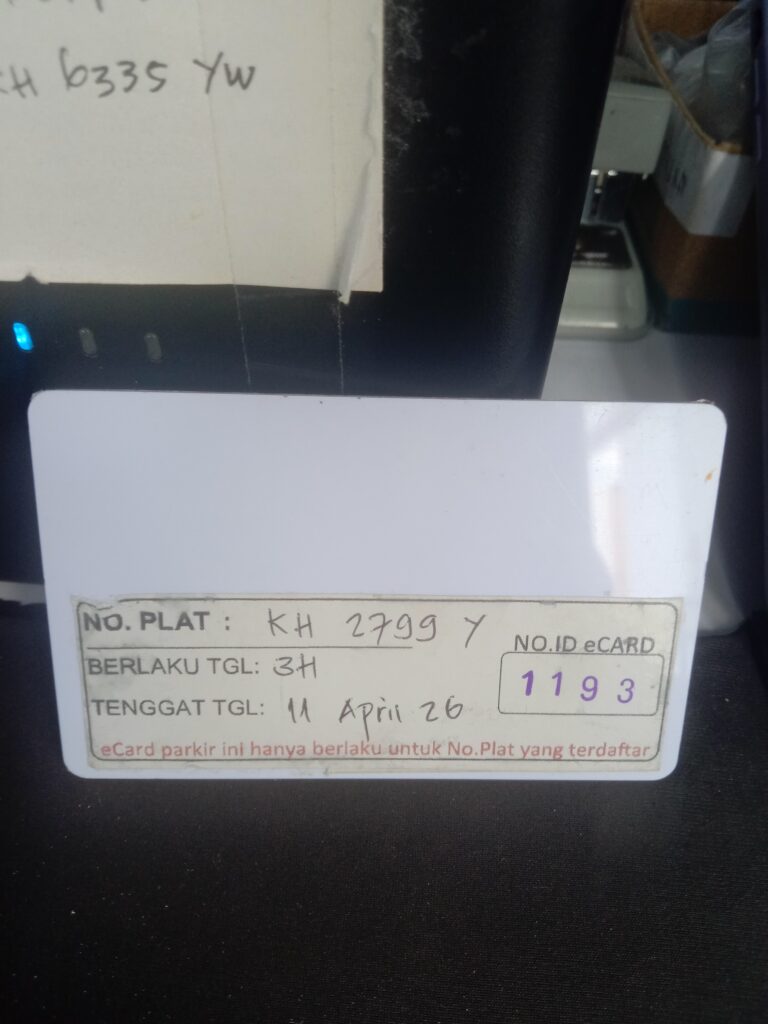 KH 6335 YW
NO. PLAT : KH 2799 Y
BERLAKU TGL: 3H
TENGGAT TGL: 11 April 26
NO.ID eCARD
1193
eCard parkir ini hanya berlaku untuk No.Plat yang terdaftar